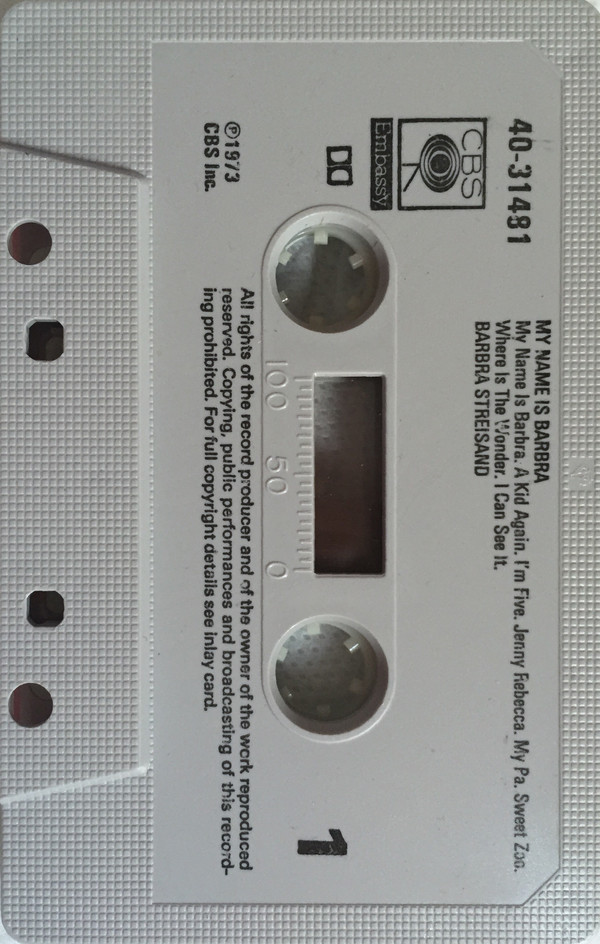 40-31481
MY NAME IS BARBRA
My Name Is Barbra. A Kid Again. I'm Five. Jenny Rebecca. My Pa. Sweet Zoo.
Where Is The Wonder. I Can See It.
BARBRA STREISAND
CBS
Embassy
℗1973
CBS Inc.
1
100 50 0
All rights of the record producer and of the owner of the work reproduced
reserved. Copying, public performances and broadcasting of this record-
ing prohibited. For full copyright details see inlay card.